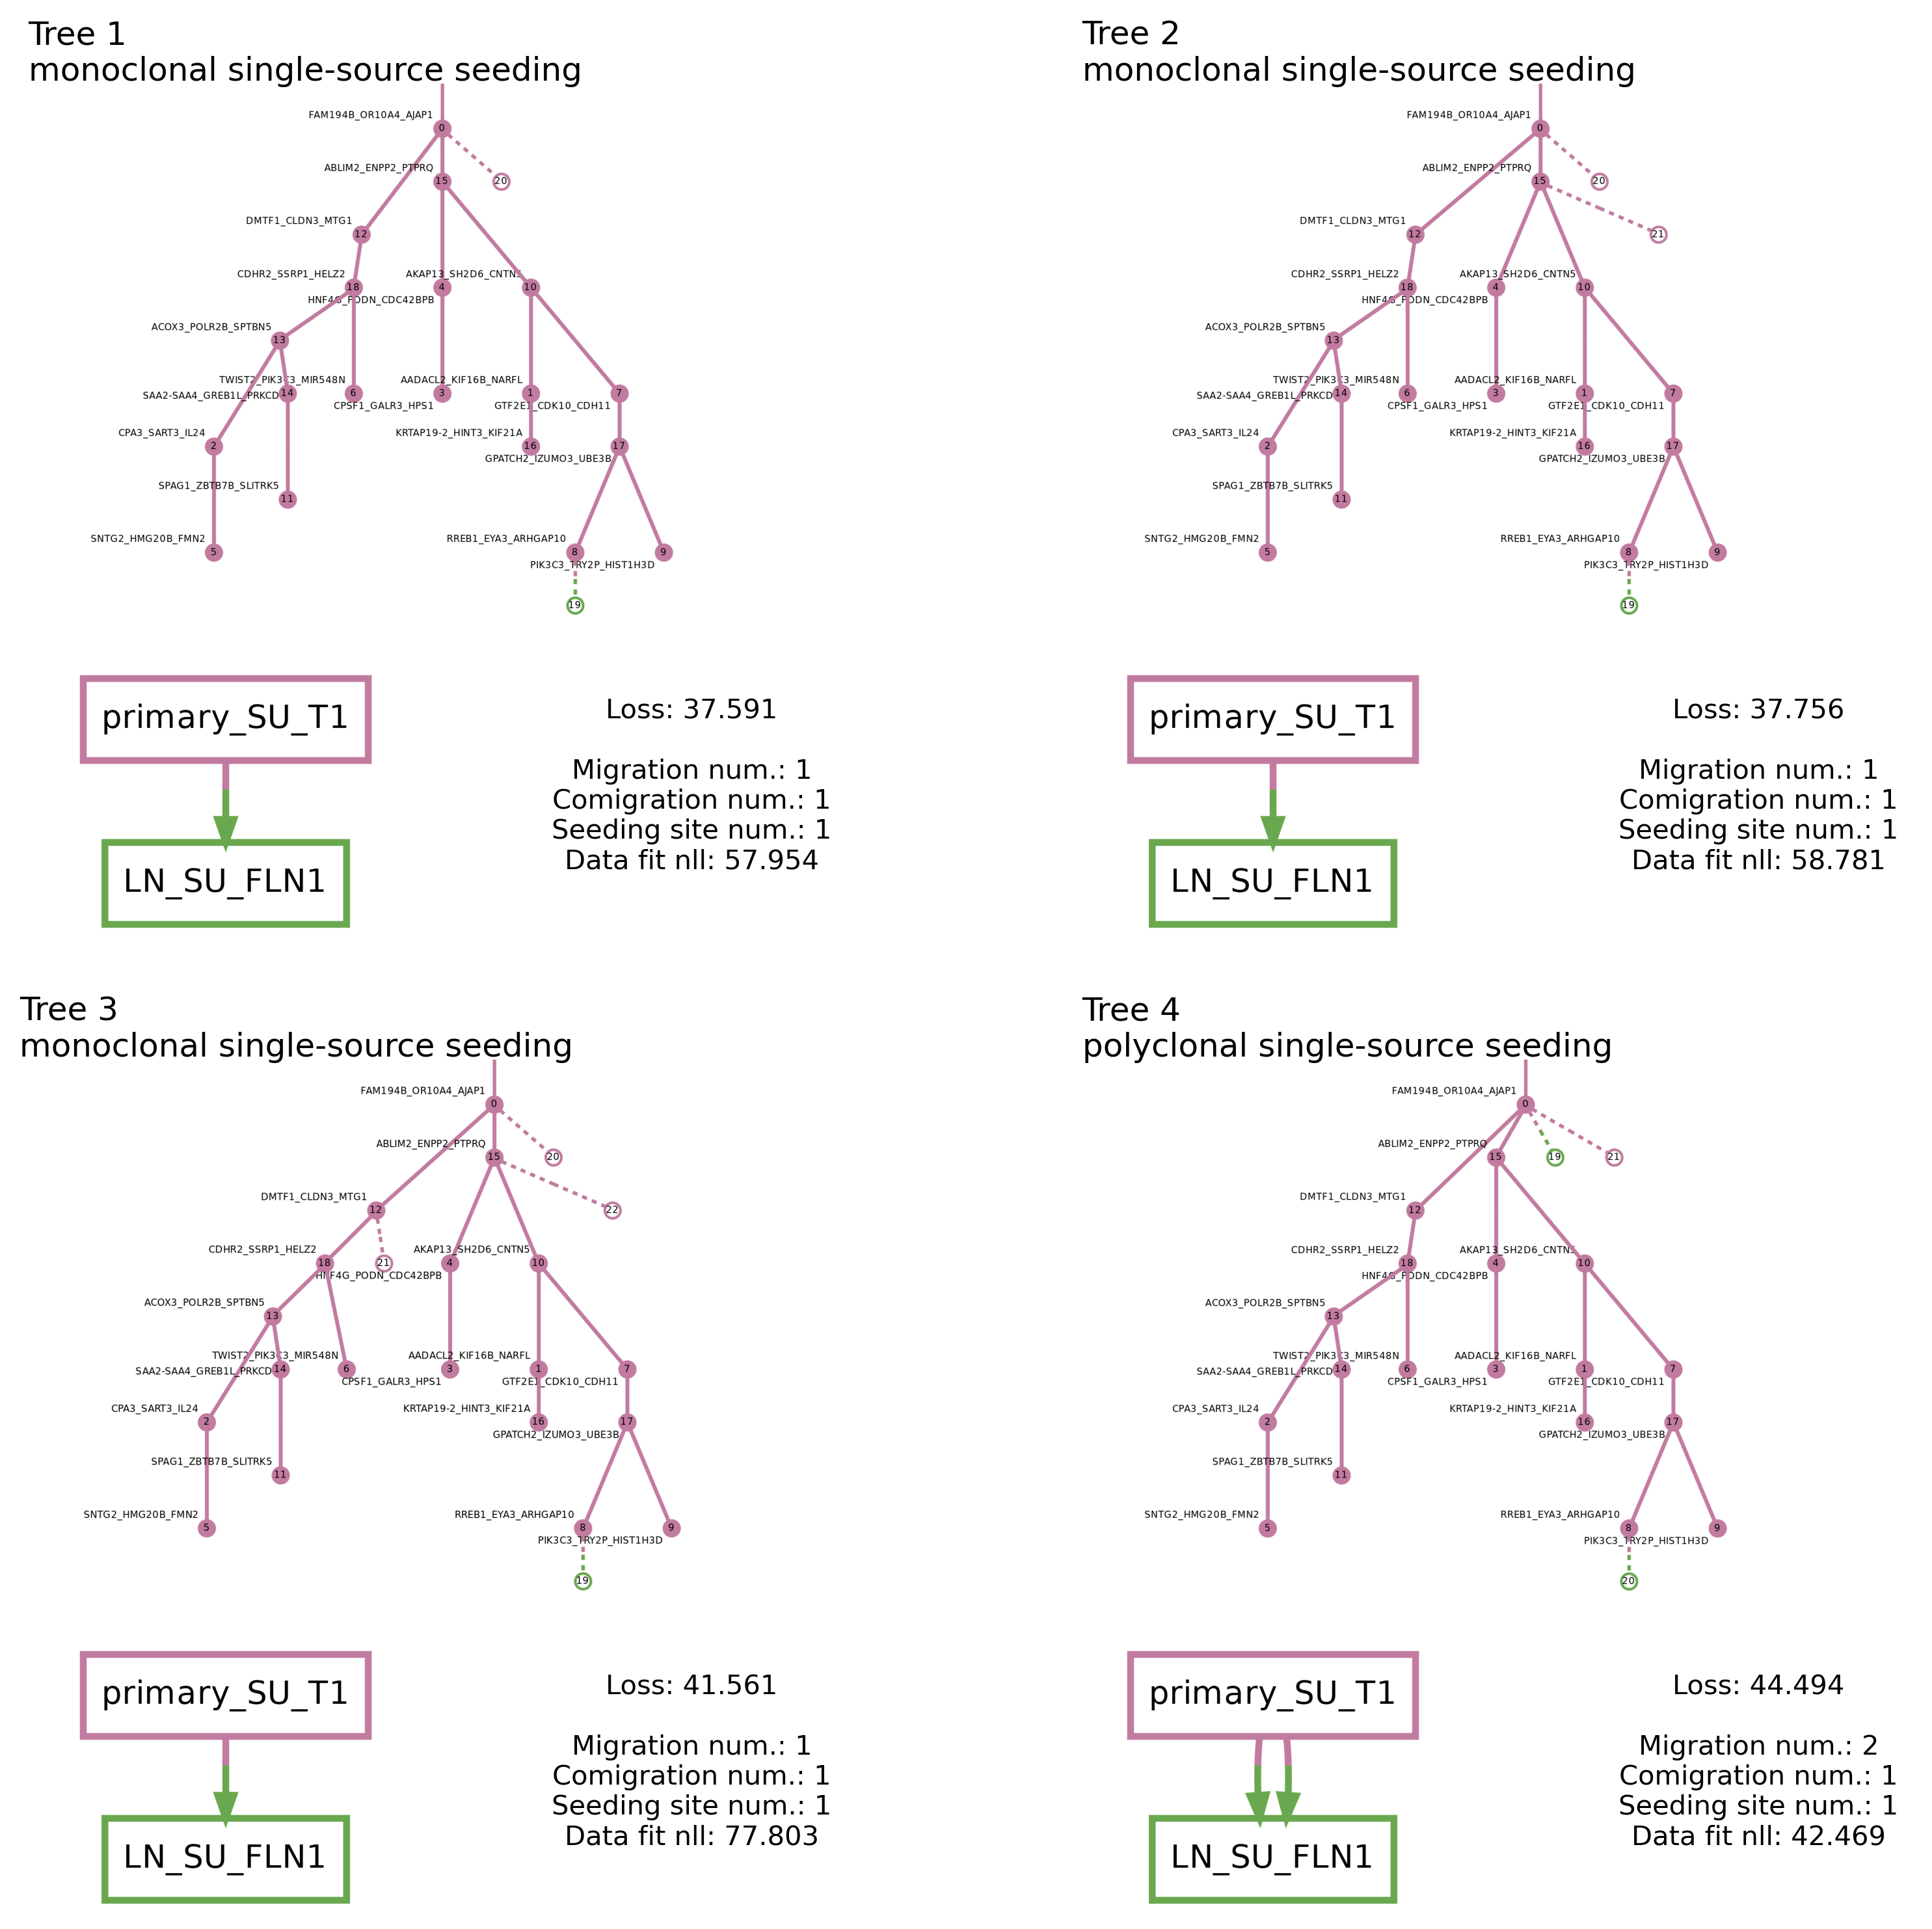 Tree 1
monoclonal single-source seeding
FAM194B_OR10A4_AJAP1
0
ABLIM2_ENPP2_PTPRQ
15
20
DMTF1_CLDN3_MTG1
12
CDHR2_SSRP1_HELZ2
18
AKAP13_SH2D6_CNTN5
4
10
HNF4G_PODN_CDC42BPB
ACOX3_POLR2B_SPTBN5
13
TWIST2_PIK3C3_MIR548N
AADACL2_KIF16B_NARFL
SAA2-SAA4_GREB1L_PRKCD
14
6
3
1
7
CPSF1_GALR3_HPS1
GTF2E1_CDK10_CDH11
CPA3_SART3_IL24
2
KRTAP19-2_HINT3_KIF21A
16
17
GPATCH2_IZUMO3_UBE3B
SPAG1_ZBTB7B_SLITRK5
11
SNTG2_HMG20B_FMN2
5
RREB1_EYA3_ARHGAP10
8
9
PIK3C3_TRY2P_HIST1H3D
19
primary_SU_T1
LN_SU_FLN1
Loss: 37.591
Migration num.: 1
Comigration num.: 1
Seeding site num.: 1
Data fit nll: 57.954
Tree 2
monoclonal single-source seeding
FAM194B_OR10A4_AJAP1
0
ABLIM2_ENPP2_PTPRQ
15
20
DMTF1_CLDN3_MTG1
12
21
CDHR2_SSRP1_HELZ2
18
AKAP13_SH2D6_CNTN5
4
10
HNF4G_PODN_CDC42BPB
ACOX3_POLR2B_SPTBN5
13
TWIST2_PIK3C3_MIR548N
AADACL2_KIF16B_NARFL
SAA2-SAA4_GREB1L_PRKCD
14
6
3
1
7
CPSF1_GALR3_HPS1
GTF2E1_CDK10_CDH11
CPA3_SART3_IL24
2
KRTAP19-2_HINT3_KIF21A
16
17
GPATCH2_IZUMO3_UBE3B
SPAG1_ZBTB7B_SLITRK5
11
SNTG2_HMG20B_FMN2
5
RREB1_EYA3_ARHGAP10
8
9
PIK3C3_TRY2P_HIST1H3D
19
primary_SU_T1
LN_SU_FLN1
Loss: 37.756
Migration num.: 1
Comigration num.: 1
Seeding site num.: 1
Data fit nll: 58.781
Tree 3
monoclonal single-source seeding
FAM194B_OR10A4_AJAP1
0
ABLIM2_ENPP2_PTPRQ
15
20
DMTF1_CLDN3_MTG1
12
22
CDHR2_SSRP1_HELZ2
18
21
AKAP13_SH2D6_CNTN5
4
10
HNF4G_PODN_CDC42BPB
ACOX3_POLR2B_SPTBN5
13
TWIST2_PIK3C3_MIR548N
AADACL2_KIF16B_NARFL
SAA2-SAA4_GREB1L_PRKCD
14
6
3
1
7
CPSF1_GALR3_HPS1
GTF2E1_CDK10_CDH11
CPA3_SART3_IL24
2
KRTAP19-2_HINT3_KIF21A
16
17
GPATCH2_IZUMO3_UBE3B
SPAG1_ZBTB7B_SLITRK5
11
SNTG2_HMG20B_FMN2
5
RREB1_EYA3_ARHGAP10
8
9
PIK3C3_TRY2P_HIST1H3D
19
primary_SU_T1
LN_SU_FLN1
Loss: 41.561
Migration num.: 1
Comigration num.: 1
Seeding site num.: 1
Data fit nll: 77.803
Tree 4
polyclonal single-source seeding
FAM194B_OR10A4_AJAP1
0
ABLIM2_ENPP2_PTPRQ
15
19
21
DMTF1_CLDN3_MTG1
12
CDHR2_SSRP1_HELZ2
18
AKAP13_SH2D6_CNTN5
4
10
HNF4G_PODN_CDC42BPB
ACOX3_POLR2B_SPTBN5
13
TWIST2_PIK3C3_MIR548N
AADACL2_KIF16B_NARFL
SAA2-SAA4_GREB1L_PRKCD
14
6
3
1
7
CPSF1_GALR3_HPS1
GTF2E1_CDK10_CDH11
CPA3_SART3_IL24
2
KRTAP19-2_HINT3_KIF21A
16
17
GPATCH2_IZUMO3_UBE3B
SPAG1_ZBTB7B_SLITRK5
11
SNTG2_HMG20B_FMN2
5
RREB1_EYA3_ARHGAP10
8
9
PIK3C3_TRY2P_HIST1H3D
20
primary_SU_T1
LN_SU_FLN1
Loss: 44.494
Migration num.: 2
Comigration num.: 1
Seeding site num.: 1
Data fit nll: 42.469